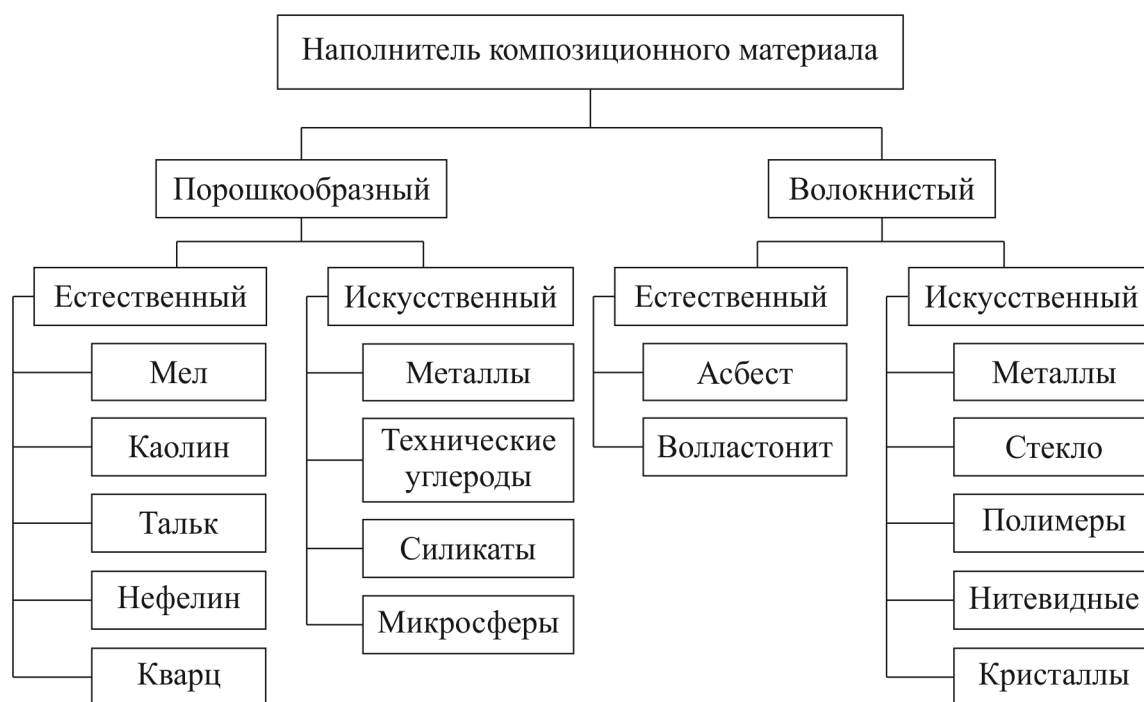 Наполнитель композиционного материала
Порошкообразный
Волокнистый
Естественный
Искусственный
Естественный
Искусственный
Мел
Каолин
Тальк
Нефелин
Кварц
Металлы
Технические
углероды
Силикаты
Микросферы
Асбест
Волластонит
Металлы
Стекло
Полимеры
Нитевидные
Кристаллы